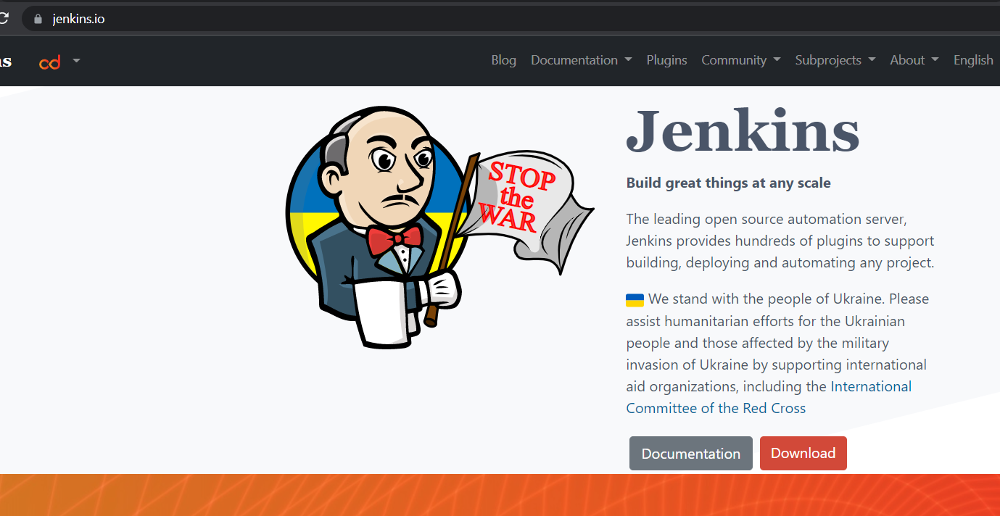 jenkins.io
ns cd Blog Documentation Plugins Community Subprojects About English
STOP
the
WAR
Jenkins
Build great things at any scale
The leading open source automation server,
Jenkins provides hundreds of plugins to support
building, deploying and automating any project.
We stand with the people of Ukraine. Please
assist humanitarian efforts for the Ukrainian
people and those affected by the military
invasion of Ukraine by supporting international
aid organizations, including the International
Committee of the Red Cross
Documentation Download